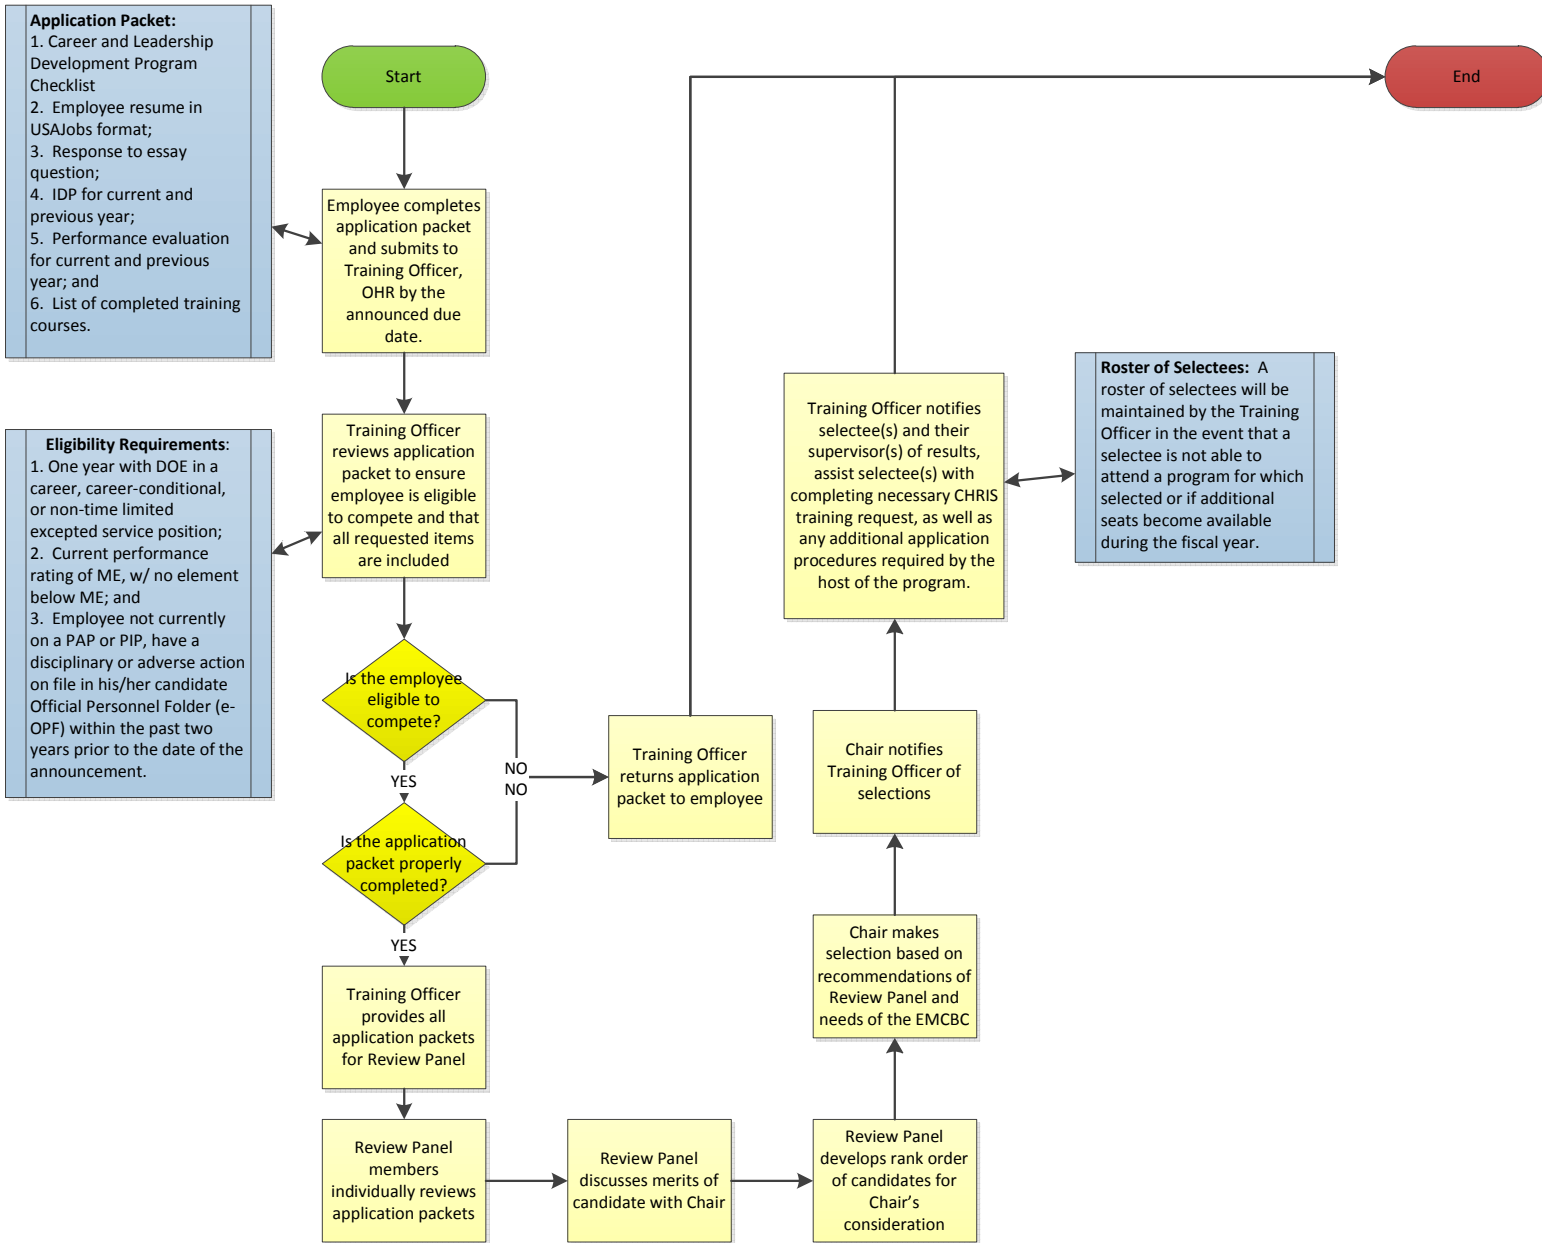 Application Packet:
1. Career and Leadership
Development Program
Checklist
2.  Employee resume in
USAJobs format;
3.  Response to essay
question;
4.  IDP for current and
previous year;
5.  Performance evaluation
for current and previous
year; and
6.  List of completed training
courses.
Start
End
Employee completes
application packet
and submits to
Training Officer,
OHR by the
announced due
date.
Eligibility Requirements:
1. One year with DOE in a
career, career-conditional,
or non-time limited
excepted service position;
2.  Current performance
rating of ME, w/ no element
below ME; and
3.  Employee not currently
on a PAP or PIP, have a
disciplinary or adverse action
on file in his/her candidate
Official Personnel Folder (e-
OPF) within the past two
years prior to the date of the
announcement.
Training Officer
reviews application
packet to ensure
employee is eligible
to compete and that
all requested items
are included
Is the employee
eligible to
compete?
YES
NO
NO
Is the application
packet properly
completed?
YES
Training Officer
returns application
packet to employee
Training Officer
provides all
application packets
for Review Panel
Review Panel
members
individually reviews
application packets
Review Panel
discusses merits of
candidate with Chair
Review Panel
develops rank order
of candidates for
Chair’s
consideration
Chair makes
selection based on
recommendations of
Review Panel and
needs of the EMCBC
Chair notifies
Training Officer of
selections
Training Officer notifies
selectee(s) and their
supervisor(s) of results,
assist selectee(s) with
completing necessary CHRIS
training request, as well as
any additional application
procedures required by the
host of the program.
Roster of Selectees:  A
roster of selectees will be
maintained by the Training
Officer in the event that a
selectee is not able to
attend a program for which
selected or if additional
seats become available
during the fiscal year.